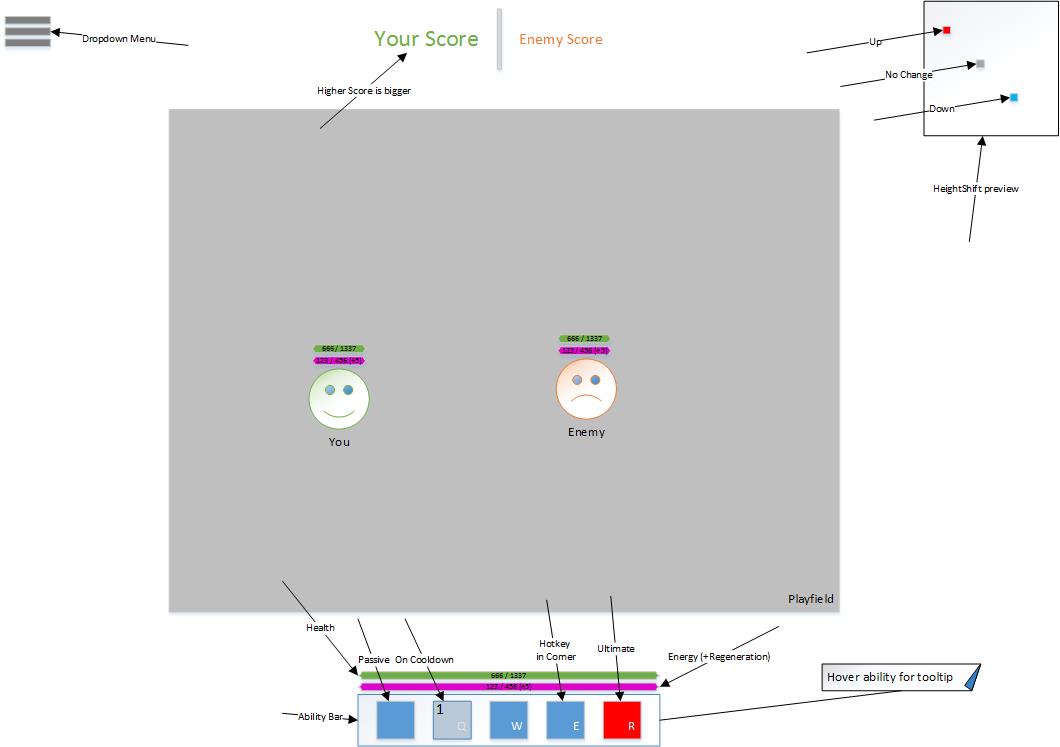 Dropdown Menu
Your Score
Enemy Score
Up
No Change
Down
Higher Score is bigger
HeightShift preview
666 / 1337
123 / 456 (+5)
You
666 / 1337
123 / 456 (+5)
Enemy
Playfield
Health
Passive
On Cooldown
Hotkey
in Corner
Ultimate
Energy (+Regeneration)
666 / 1337
123 / 456 (+5)
Hover ability for tooltip
Ability Bar
1
Q
W
E
R